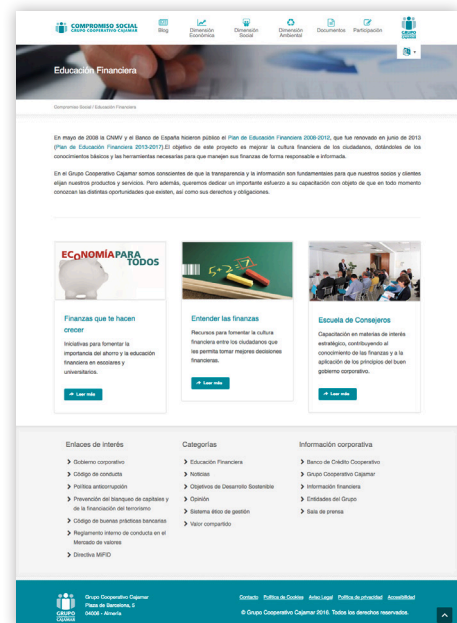 COMPROMISO SOCIAL
GRUPO COOPERATIVO CAJAMAR
Blog
Dimensión Económica
Dimensión Social
Dimensión Ambiental
Documentos
Participación
GRUPO
CAJAMAR
Educación Financiera
Compromiso Social / Educación Financiera
En mayo de 2008 la CNMV y el Banco de España hicieron público el Plan de Educación Financiera 2008-2012, que fue renovado en junio de 2013
(Plan de Educación Financiera 2013-2017).El objetivo de este proyecto es mejorar la cultura financiera de los ciudadanos, dotándoles de los
conocimientos básicos y las herramientas necesarias para que manejen sus finanzas de forma responsable e informada.
En el Grupo Cooperativo Cajamar somos conscientes de que la transparencia y la información son fundamentales para que nuestros socios y clientes
elijan nuestros productos y servicios. Pero además, queremos dedicar un importante esfuerzo a su capacitación con objeto de que en todo momento
conozcan las distintas oportunidades que existen, así como sus derechos y obligaciones.
ECONOMÍA PARA
TODOS
5+2=7
Finanzas que te hacen
crecer
Iniciativas para fomentar la
importancia del ahorro y la educación
financiera en escolares y
universitarios.
Leer más
Entender las finanzas
Recursos para fomentar la cultura
financiera entre los ciudadanos que
les permita tomar mejores decisiones
financieras.
Leer más
Escuela de Consejeros
Capacitación en materias de interés
estratégico, contribuyendo al
conocimiento de las finanzas y a la
aplicación de los principios del buen
gobierno corporativo.
Leer más
Enlaces de interés
Gobierno corporativo
Código de conducta
Política anticorrupción
Prevención del blanqueo de capitales y
de la financiación del terrorismo
Código de buenas prácticas bancarias
Reglamento interno de conducta en el
Mercado de valores
Directiva MiFID
Categorías
Educación Financiera
Noticias
Objetivos de Desarrollo Sostenible
Opinión
Sistema ético de gestión
Valor compartido
Información corporativa
Banco de Crédito Cooperativo
Grupo Cooperativo Cajamar
Información financiera
Entidades del Grupo
Sala de prensa
GRUPO
CAJAMAR
Grupo Cooperativo Cajamar
Plaza de Barcelona, 5
04006 - Almería
Contacto Política de Cookies Aviso Legal Política de privacidad Accesibilidad
© Grupo Cooperativo Cajamar 2016. Todos los derechos reservados.